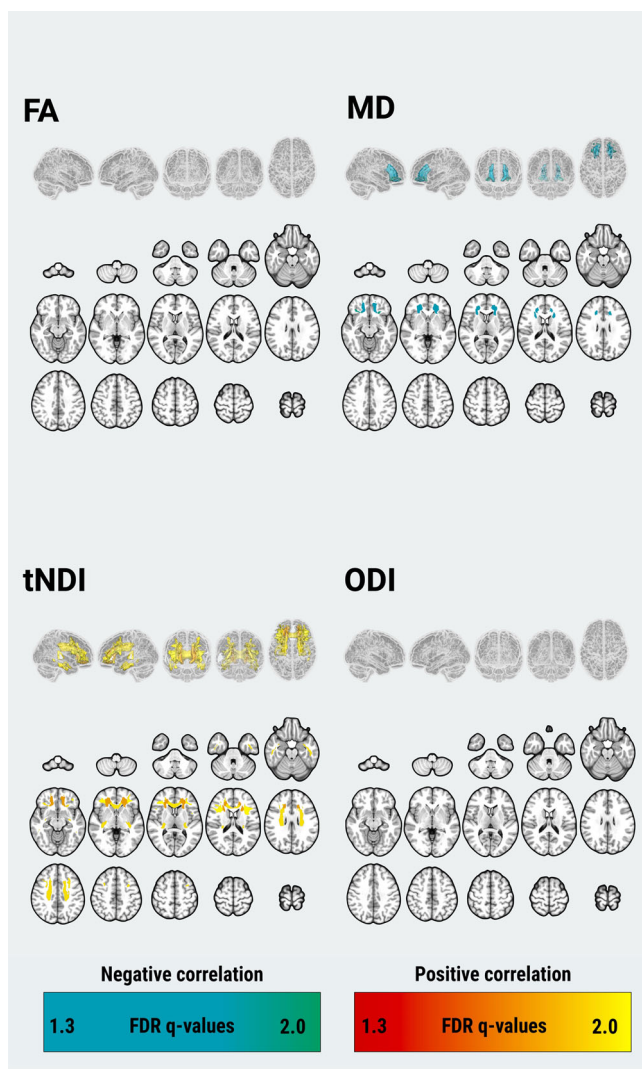 FA
MD
tNDI
ODI
Negative correlation
Positive correlation
1.3 FDR q-values 2.0
1.3 FDR q-values 2.0